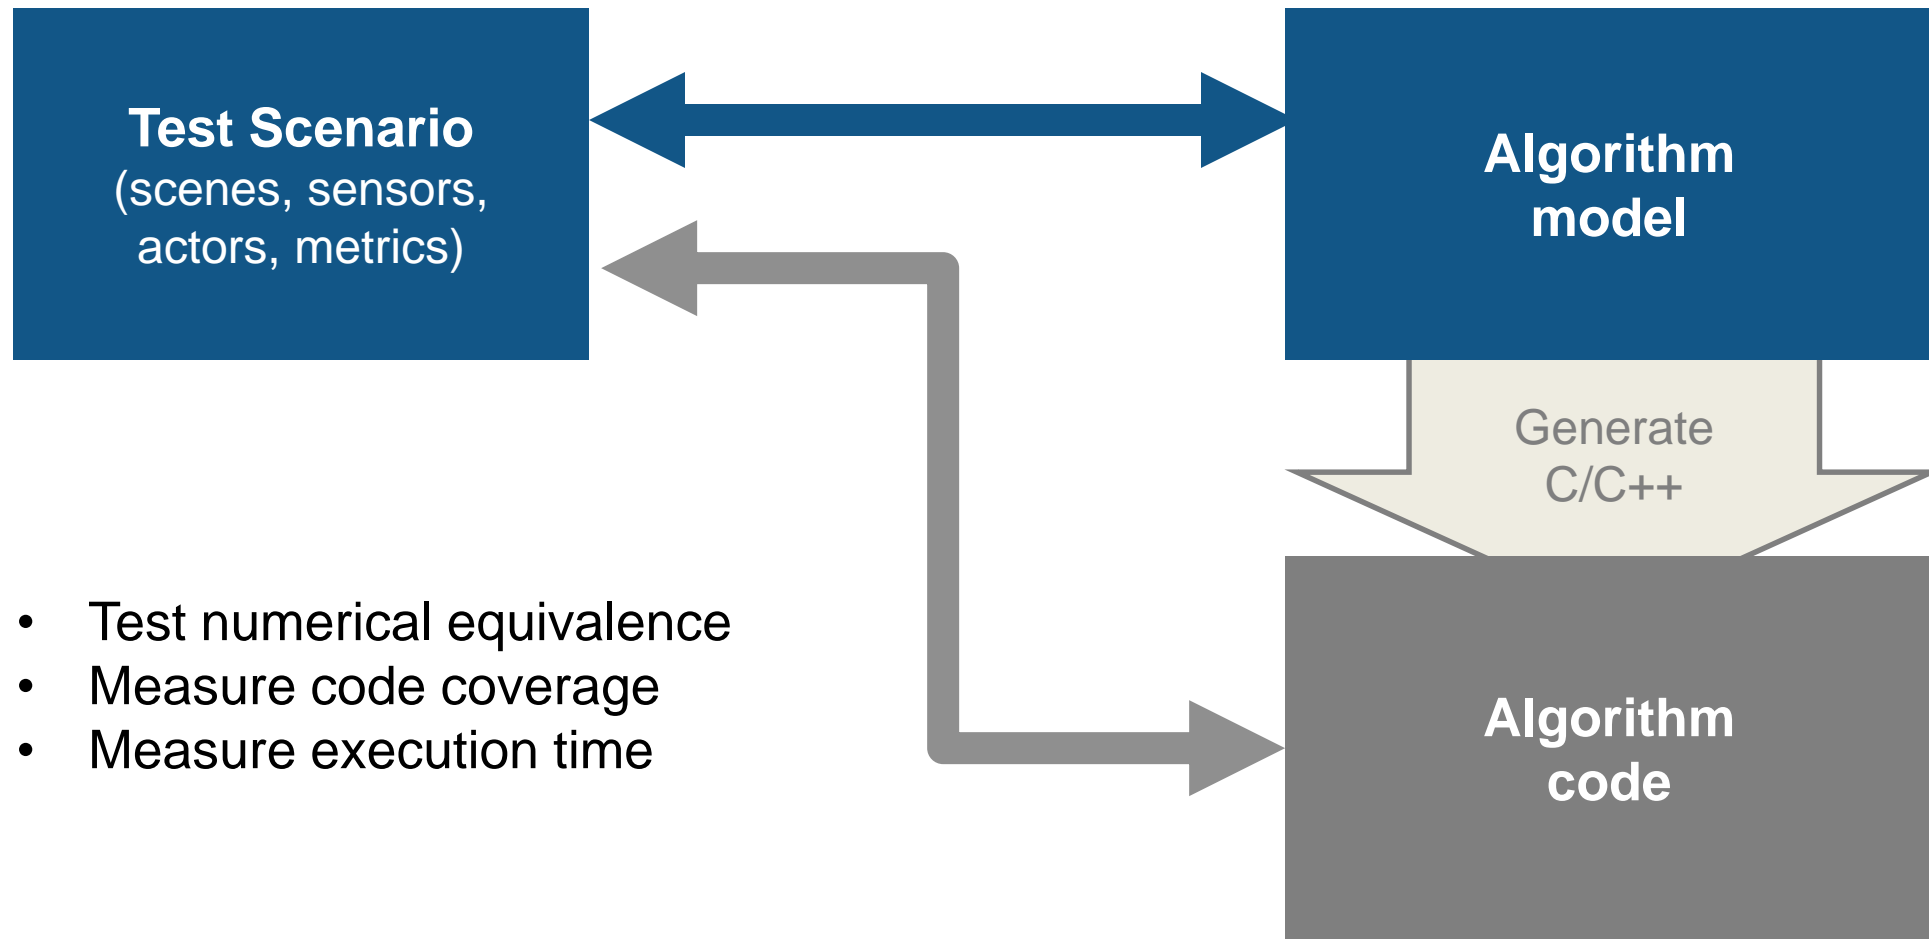 Test Scenario
(scenes, sensors,
actors, metrics)
Algorithm
model
Generate
C/C++
• Test numerical equivalence
• Measure code coverage
• Measure execution time
Algorithm
code